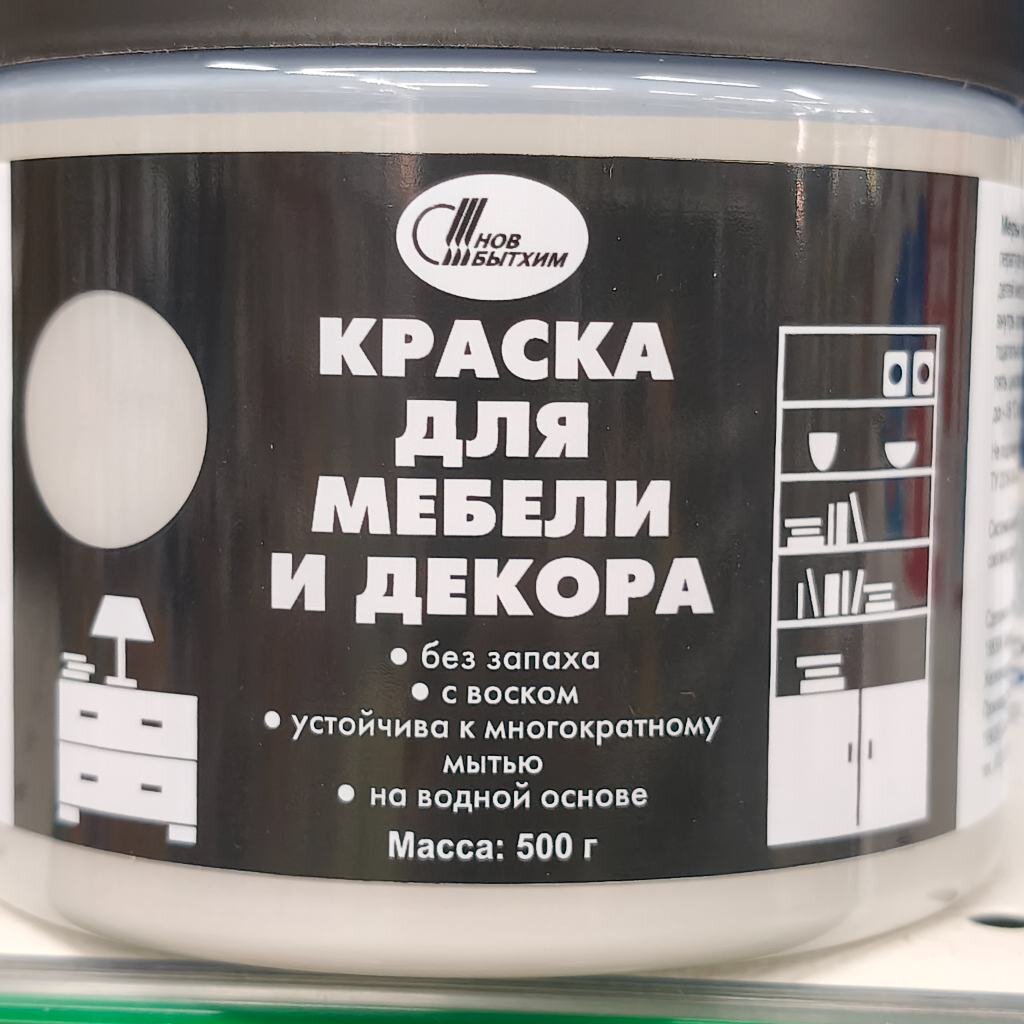 НОВ
БЫТХИМ
КРАСКА
ДЛЯ
МЕБЕЛИ
И ДЕКОРА
• без запаха
• с воском
• устойчива к многократному
мытью
• на водной основе
Масса: 500 г